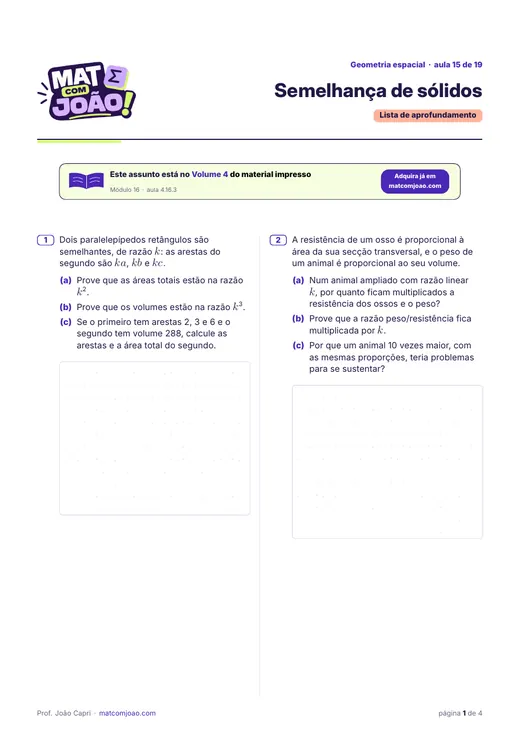 Geometria espacial · aula 15 de 19
MAT
COM
JOÃO!
Σ
Semelhança de sólidos
Lista de aprofundamento
Este assunto está no Volume 4 do material impresso
Módulo 16 · aula 4.16.3
Adquira já em
matcomjoao.com
1 Dois paralelepípedos retângulos são
semelhantes, de razão k: as arestas do
segundo são ka, kb e kc.
(a) Prove que as áreas totais estão na razão
k².
(b) Prove que os volumes estão na razão k³.
(c) Se o primeiro tem arestas 2, 3 e 6 e o
segundo tem volume 288, calcule as
arestas e a área total do segundo.
2 A resistência de um osso é proporcional à
área da sua secção transversal, e o peso de
um animal é proporcional ao seu volume.
(a) Num animal ampliado com razão linear
k, por quanto ficam multiplicados a
resistência dos ossos e o peso?
(b) Prove que a razão peso/resistência fica
multiplicada por k.
(c) Por que um animal 10 vezes maior, com
as mesmas proporções, teria problemas
para se sustentar?
Prof. João Capri · matcomjoao.com
página 1 de 4